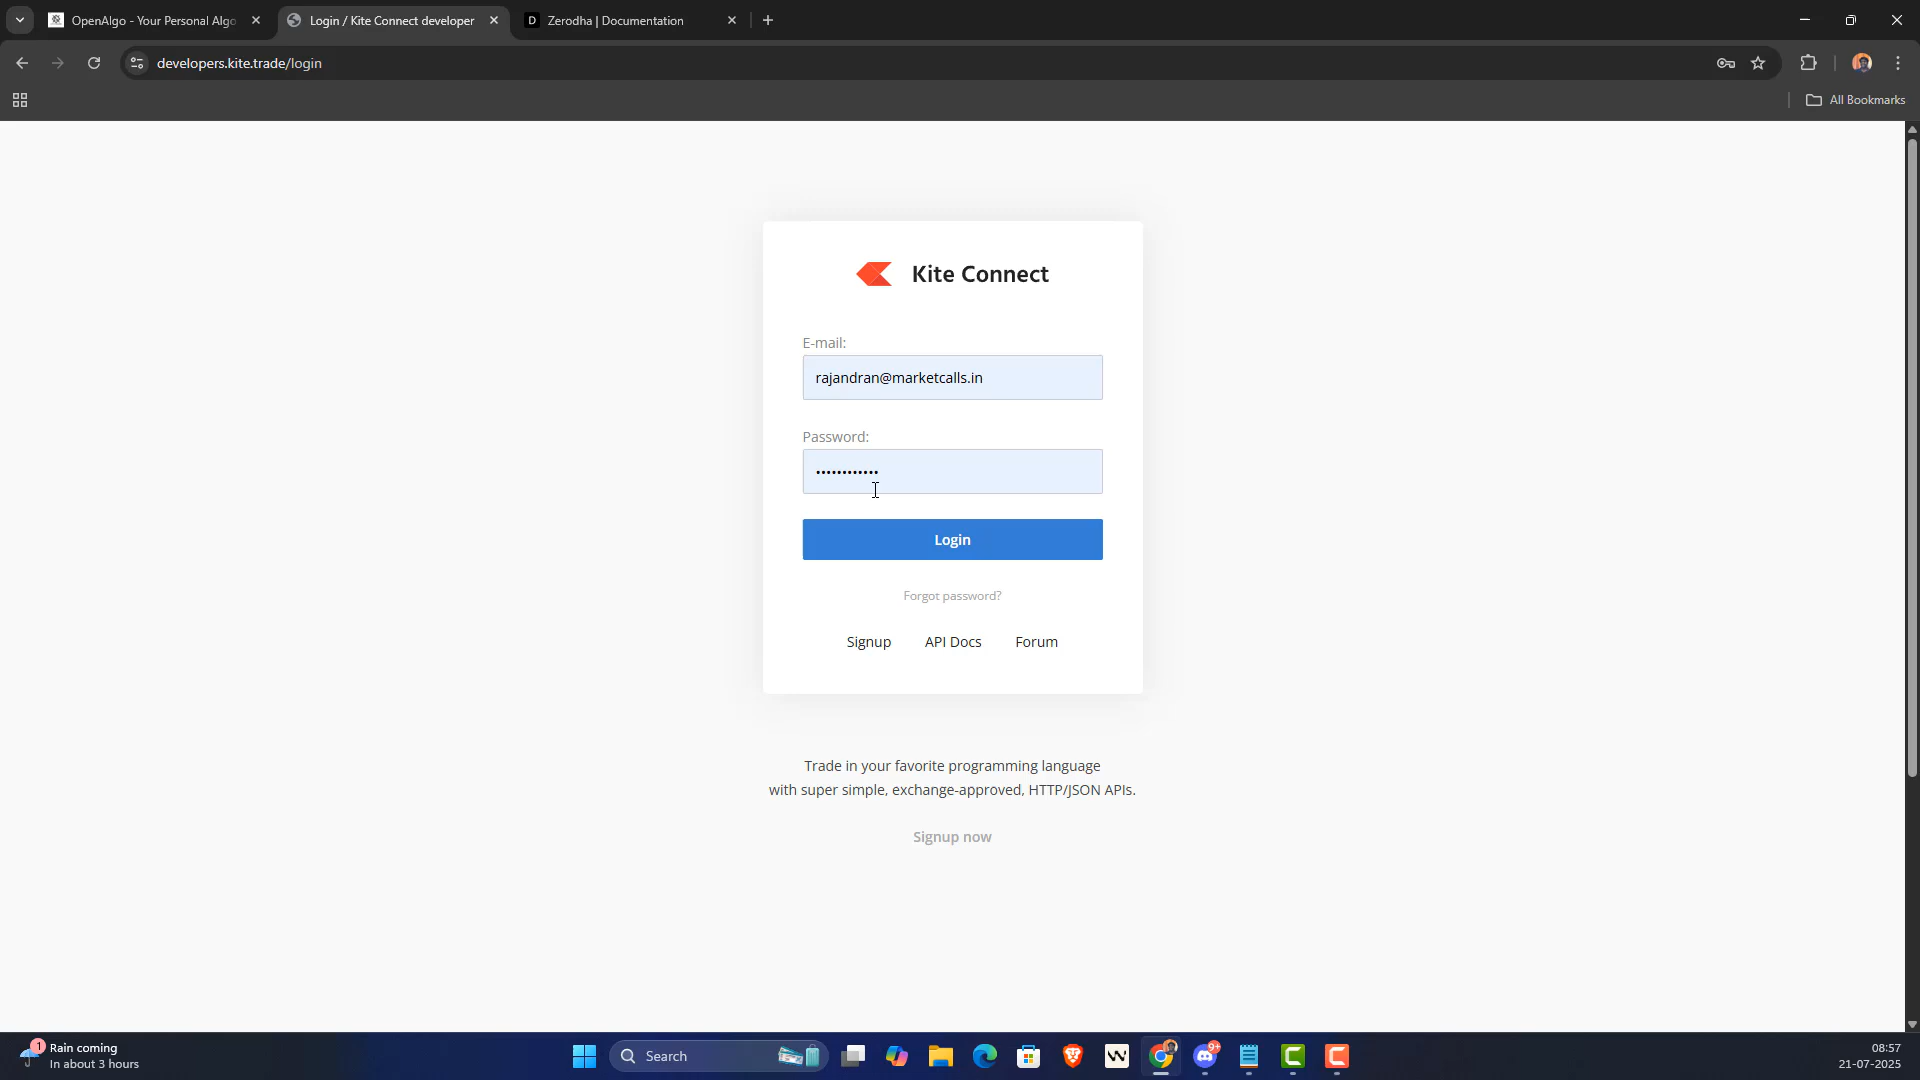 OpenAlgo - Your Personal Algo
Login / Kite Connect developer
D
Zerodha | Documentation
developers.kite.trade/login
All Bookmarks
Kite Connect
E-mail:
rajandran@marketcalls.in
Password:
••••••••••••
Login
Forgot password?
Signup
API Docs
Forum
Trade in your favorite programming language
with super simple, exchange-approved, HTTP/JSON APIs.
Signup now
1
Rain coming
In about 3 hours
Search
W
9+
C
C
08:57
21-07-2025